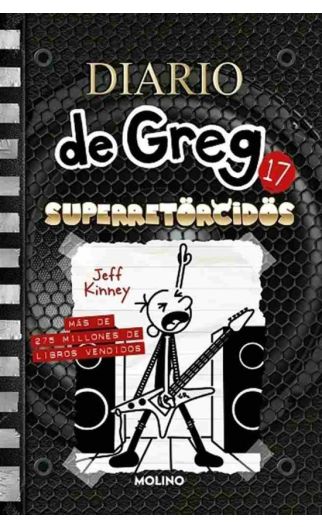 DIARIO
de Greg
17
SUPERRETÖRCIDÖS
Jeff
Kinney
MÁS DE
275 MILLONES DE
LIBROS VENDIDOS
MOLINO